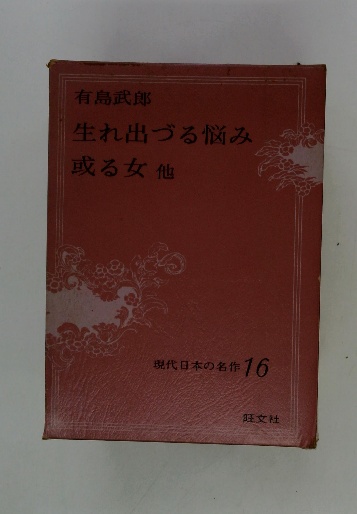 有島武郎
生れ出づる悩み
或る女 他
現代日本の名作16
旺文社